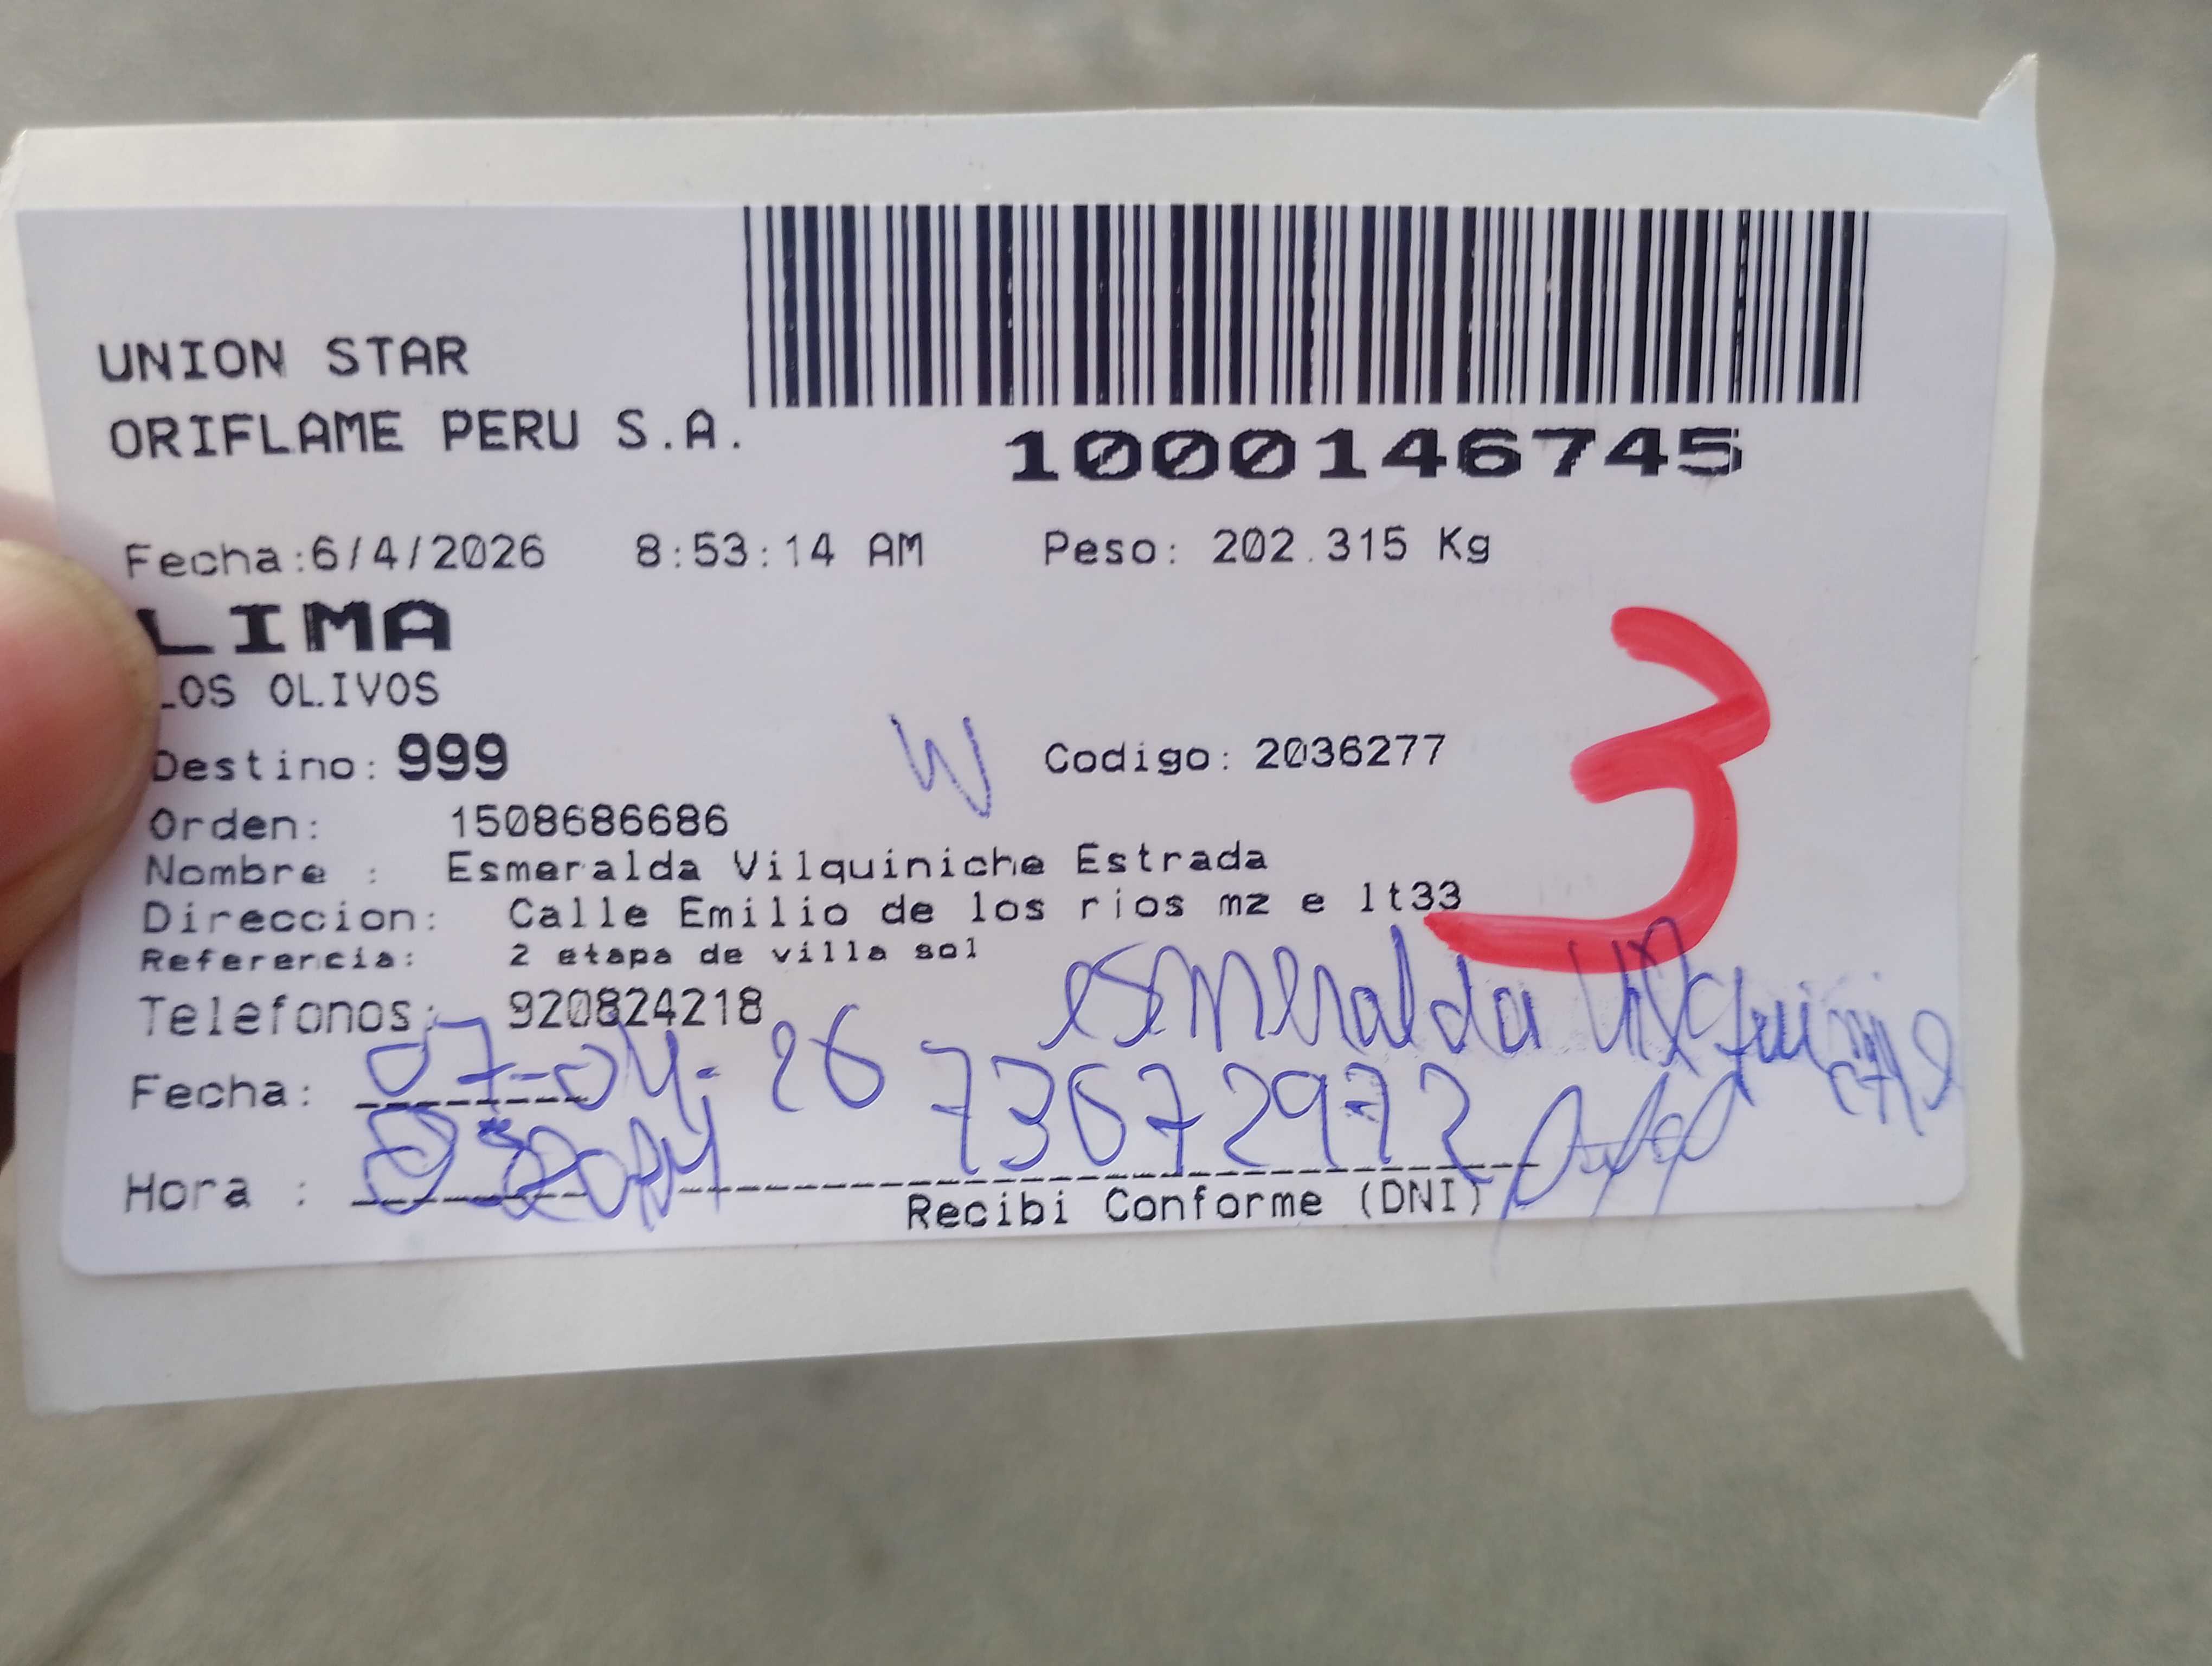 UNION STAR
ORIFLAME PERU S.A.
1000146745
Fecha:6/4/2026 8:53:14 AM Peso: 202.315 Kg
LIMA
LOS OLIVOS
3
Destino: 999 W Codigo: 2036277
Orden: 1508686686
Nombre : Esmeralda Vilquiniche Estrada
Direccion: Calle Emilio de los rios mz e lt33
Referencia: 2 etapa de villa sol
esmeralda
Telefonos: 920824218
Fecha: 07-04-26 73672972
Hora :
Recibi Conforme (DNI)